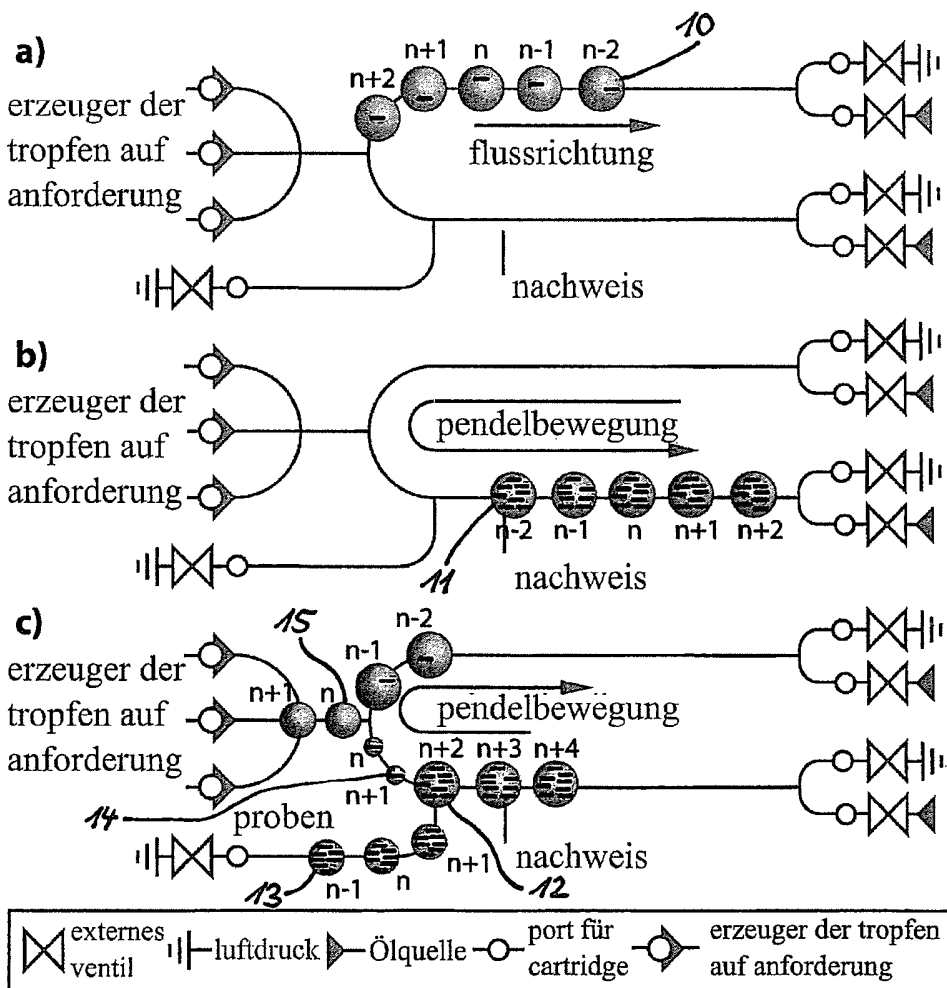 a)
n+2
n+1
n
n-1
n-2
10
erzeuger der
tropfen auf
anforderung
flussrichtung
nachweis
b)
erzeuger der
tropfen auf
anforderung
pendelbewegung
n-2
n-1
n
n+1
n+2
11
nachweis
c)
15
n-1
n-2
erzeuger der
tropfen auf
anforderung
n+1
n
pendelbewegung
n
n+1
n+2
n+3
n+4
14
proben
nachweis
13
n-1
n
n+1
12
externes
ventil
luftdruck
Ölquelle
port für
cartridge
erzeuger der tropfen
auf anforderung